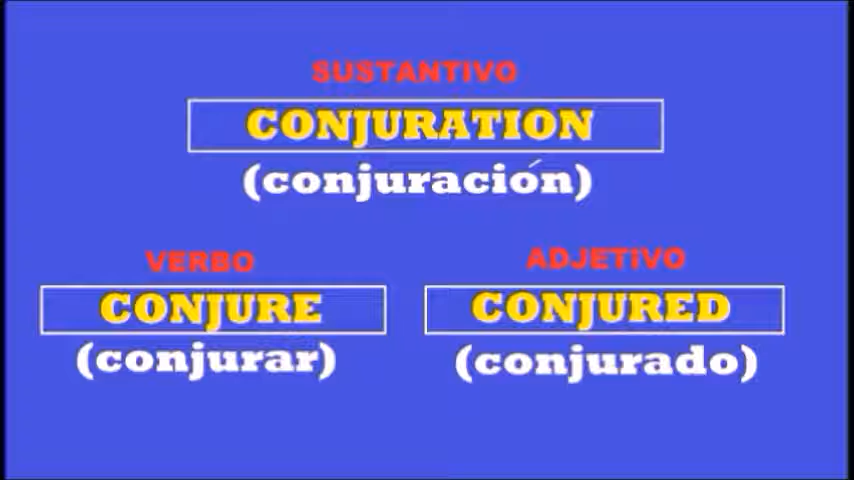 SUSTANTIVO
CONJURATION
(conjuración)
VERBO
CONJURE
(conjurar)
ADJETIVO
CONJURED
(conjurado)